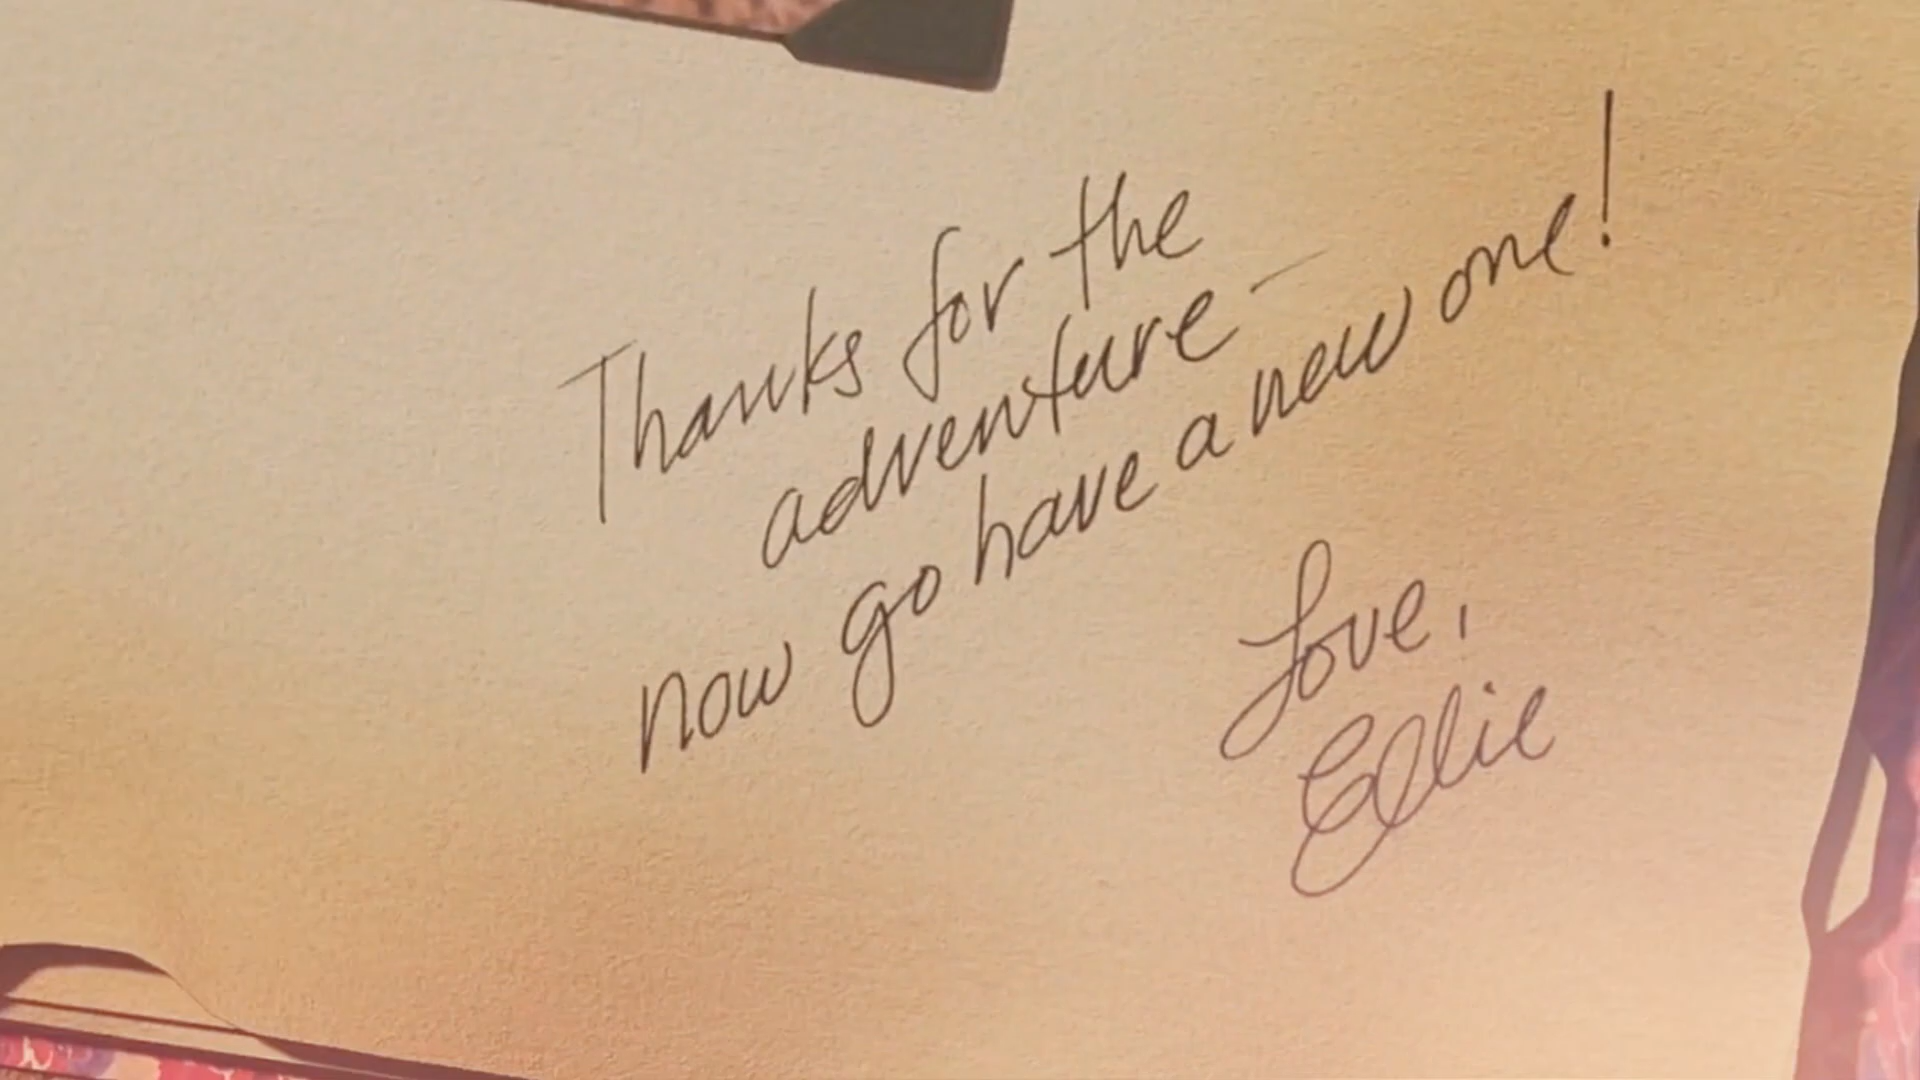 Thanks for the
adventure —
now go have a new one!
Love,
Ellie